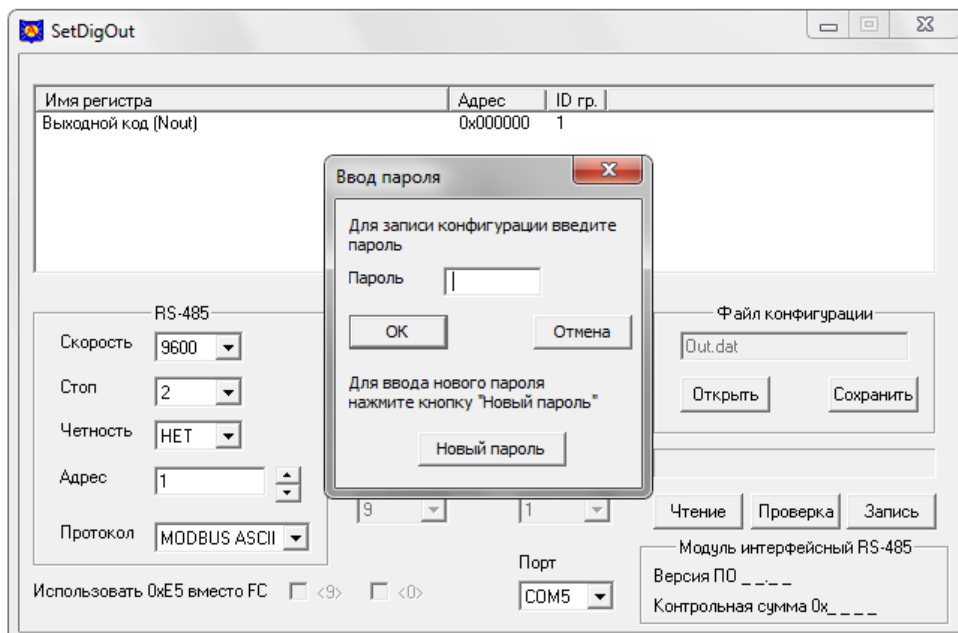 SetDigOut
Имя регистра Адрес ID гр.
Выходной код (Nout) 0x000000 1
Ввод пароля
Для записи конфигурации введите
пароль
Пароль
OK Отмена
Для ввода нового пароля
нажмите кнопку "Новый пароль"
Новый пароль
RS-485
Скорость 9600
Стоп 2
Четность НЕТ
Адрес 1
Протокол MODBUS ASCII
Файл конфигурации
Out.dat
Открыть Сохранить
9 1
Чтение Проверка Запись
Использовать 0xE5 вместо FC <9> <0>
Порт
COM5
Модуль интерфейсный RS-485
Версия ПО _ _._ _
Контрольная сумма 0x_ _ _ _